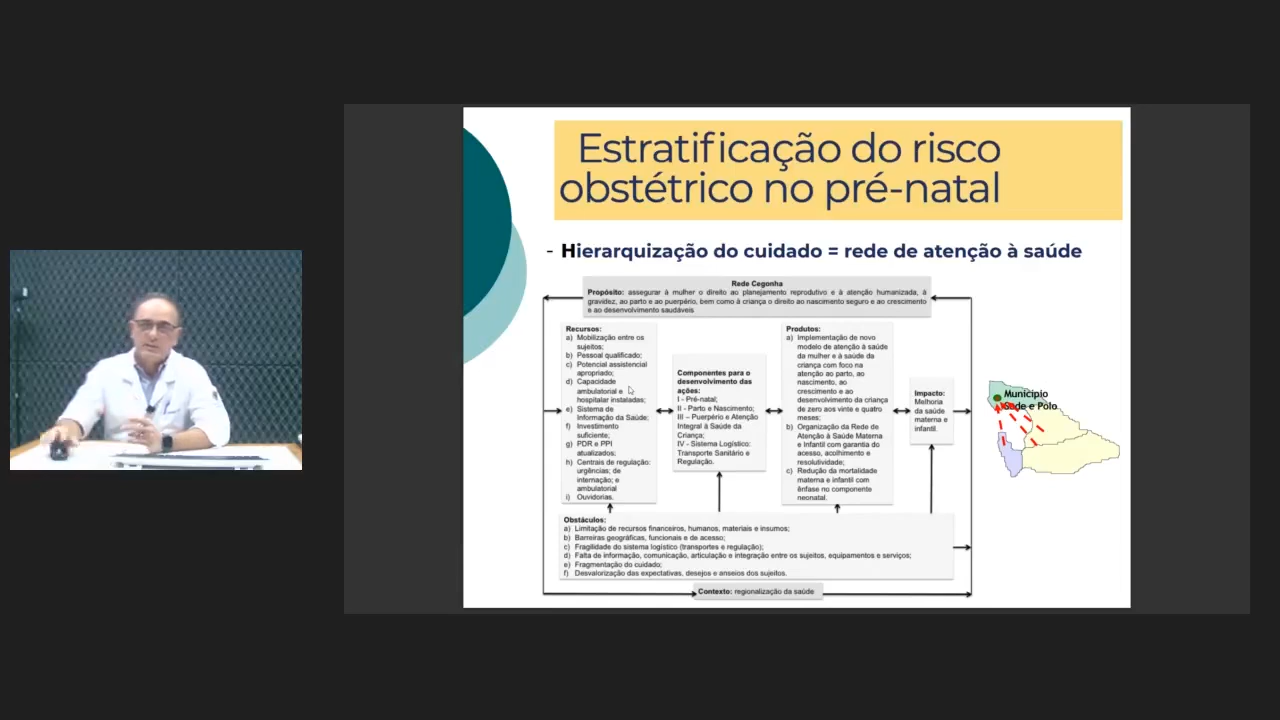 Estratificação do risco
obstétrico no pré-natal
- Hierarquização do cuidado = rede de atenção à saúde
Rede Cegonha
Propósito: assegurar à mulher o direito ao planejamento reprodutivo e à atenção humanizada, à
gravidez, ao parto e ao puerpério, bem como à criança o direito ao nascimento seguro e ao crescimento
e ao desenvolvimento saudáveis
Recursos:
a) Mobilização entre os
sujeitos;
b) Pessoal qualificado;
c) Potencial assistencial
apropriado;
d) Capacidade
ambulatorial e
hospitalar instaladas;
e) Sistema de
Informação da Saúde;
f) Investimento
suficiente;
g) PDR e PPI
atualizados;
h) Centrais de regulação:
urgências; de
internação; e
ambulatorial
i) Ouvidorias.
Componentes para o
desenvolvimento das
ações:
I - Pré-natal;
II - Parto e Nascimento;
III – Puerpério e Atenção
Integral à Saúde da
Criança;
IV - Sistema Logístico:
Transporte Sanitário e
Regulação.
Produtos:
a) Implementação de novo
modelo de atenção à saúde
da mulher e à saúde da
criança com foco na
atenção ao parto, ao
nascimento, ao
crescimento e ao
desenvolvimento da criança
de zero aos vinte e quatro
meses;
b) Organização da Rede de
Atenção à Saúde Materna
e Infantil com garantia do
acesso, acolhimento e
resolutividade;
c) Redução da mortalidade
materna e infantil com
ênfase no componente
neonatal.
Impacto:
Melhoria
da saúde
materna e
infantil.
Município
Sede e Pólo
Obstáculos:
a) Limitação de recursos financeiros, humanos, materiais e insumos;
b) Barreiras geográficas, funcionais e de acesso;
c) Fragilidade do sistema logístico (transportes e regulação);
d) Falta de informação, comunicação, articulação e integração entre os sujeitos, equipamentos e serviços;
e) Fragmentação do cuidado;
f) Desvalorização das expectativas, desejos e anseios dos sujeitos.
Contexto: regionalização da saúde